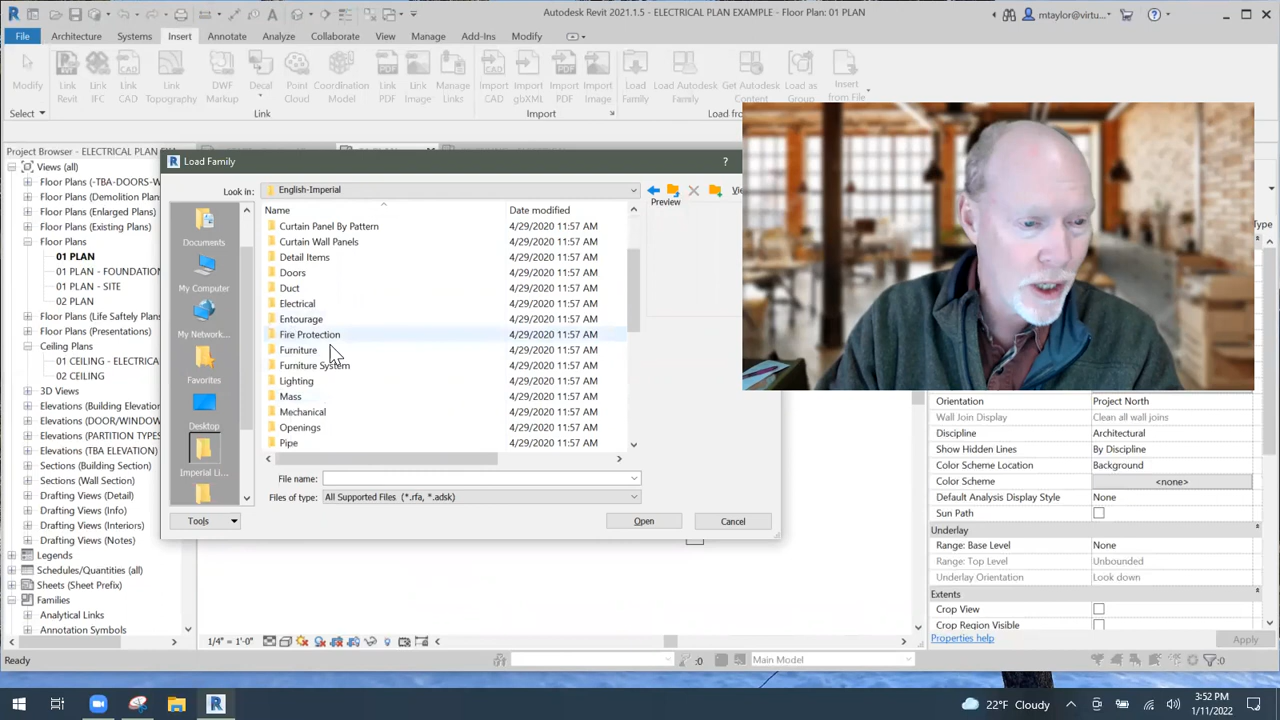 Autodesk Revit 2021.1.5 - ELECTRICAL PLAN EXAMPLE - Floor Plan: 01 PLAN
mtaylor@virtu...
File Architecture Systems Insert Annotate Analyze Collaborate View Manage Add-Ins Modify
Modify
Link Revit
Link IFC
Link CAD
Link Topography
DWF Markup
Decal
Point Cloud
Coordination Model
Link PDF
Link Image
Manage Links
Import CAD
Import gbXML
Import PDF
Import Image
Load Family
Load Autodesk Family
Get Autodesk Content
Load as Group
Insert from File
Select
Link
Import
Load from
Project Browser - ELECTRICAL PLAN EXA...
Views (all)
Floor Plans (-TBA-DOORS-W
Floor Plans (Demolition Plans
Floor Plans (Enlarged Plans)
Floor Plans (Existing Plans)
Floor Plans
01 PLAN
01 PLAN - FOUNDA
01 PLAN - SITE
02 PLAN
Floor Plans (Life Saftely Plans
Floor Plans (Presentations)
Ceiling Plans
01 CEILING - ELECTRICA
02 CEILING
3D Views
Elevations (Building Elevation
Elevations (DOOR/WINDOW
Elevations (PARTITION TYPES
Elevations (TBA ELEVATION)
Sections (Building Section)
Sections (Wall Section)
Drafting Views (Detail)
Drafting Views (Info)
Drafting Views (Interiors)
Drafting Views (Notes)
Legends
Schedules/Quantities (all)
Sheets (Sheet Prefix)
Families
Analytical Links
Annotation Symbols
Load Family
?
Look in: English-Imperial
Preview
Documents
My Computer
My Network...
Favorites
Desktop
Imperial Li...
Name Date modified
Curtain Panel By Pattern 4/29/2020 11:57 AM
Curtain Wall Panels 4/29/2020 11:57 AM
Detail Items 4/29/2020 11:57 AM
Doors 4/29/2020 11:57 AM
Duct 4/29/2020 11:57 AM
Electrical 4/29/2020 11:57 AM
Entourage 4/29/2020 11:57 AM
Fire Protection 4/29/2020 11:57 AM
Furniture 4/29/2020 11:57 AM
Furniture System 4/29/2020 11:57 AM
Lighting 4/29/2020 11:57 AM
Mass 4/29/2020 11:57 AM
Mechanical 4/29/2020 11:57 AM
Openings 4/29/2020 11:57 AM
Pipe 4/29/2020 11:57 AM
File name:
Files of type: All Supported Files (*.rfa, *.adsk)
Tools Open Cancel
Type
Orientation Project North
Wall Join Display Clean all wall joins
Discipline Architectural
Show Hidden Lines By Discipline
Color Scheme Location Background
Color Scheme <none>
Default Analysis Display Style None
Sun Path
Underlay
Range: Base Level None
Range: Top Level Unbounded
Underlay Orientation Look down
Extents
Crop View
Crop Region Visible
Properties help Apply
1/4" = 1'-0"
Ready
:0
Main Model
:0
22°F Cloudy
3:52 PM
1/11/2022